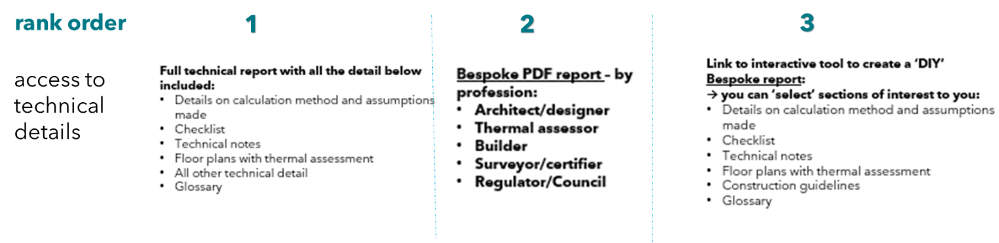 rank order
1
2
3
access to
technical
details
Full technical report with all the detail below
included:
• Details on calculation method and assumptions
made
• Checklist
• Technical notes
• Floor plans with thermal assessment
• All other technical detail
• Glossary
Bespoke PDF report – by
profession:
• Architect/designer
• Thermal assessor
• Builder
• Surveyor/certifier
• Regulator/Council
Link to interactive tool to create a ‘DIY’
Bespoke report:
→ you can ‘select’ sections of interest to you:
• Details on calculation method and assumptions
made
• Checklist
• Technical notes
• Floor plans with thermal assessment
• Construction guidelines
• Glossary